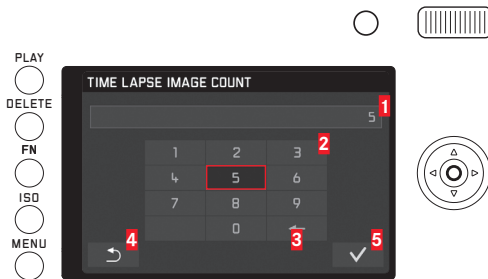 PLAY
DELETE
FN
ISO
MENU
TIME LAPSE IMAGE COUNT
5 1
1 2 3 2
4 5 6
7 8 9
0 3
4 5